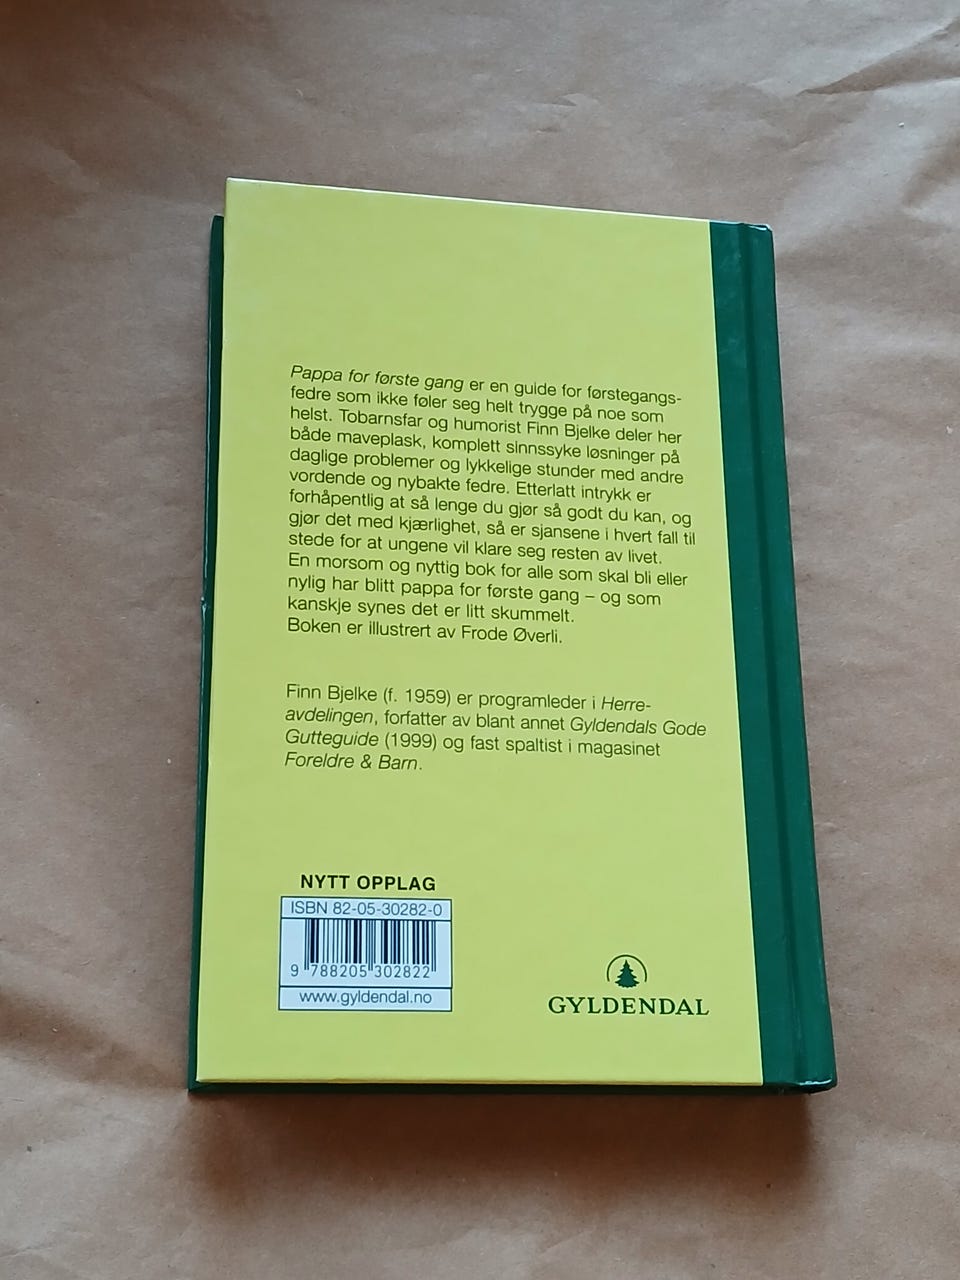 Pappa for første gang er en guide for førstegangs-
fedre som ikke føler seg helt trygge på noe som
helst. Tobarnsfar og humorist Finn Bjelke deler her
både maveplask, komplett sinnssyke løsninger på
daglige problemer og lykkelige stunder med andre
vordende og nybakte fedre. Etterlatt intrykk er
forhåpentlig at så lenge du gjør så godt du kan, og
gjør det med kjærlighet, så er sjansene i hvert fall til
stede for at ungene vil klare seg resten av livet.
En morsom og nyttig bok for alle som skal bli eller
nylig har blitt pappa for første gang – og som
kanskje synes det er litt skummelt.
Boken er illustrert av Frode Øverli.
Finn Bjelke (f. 1959) er programleder i Herre-
avdelingen, forfatter av blant annet Gyldendals Gode
Gutteguide (1999) og fast spaltist i magasinet
Foreldre & Barn.
NYTT OPPLAG
ISBN 82-05-30282-0
9 788205 302822
www.gyldendal.no
GYLDENDAL